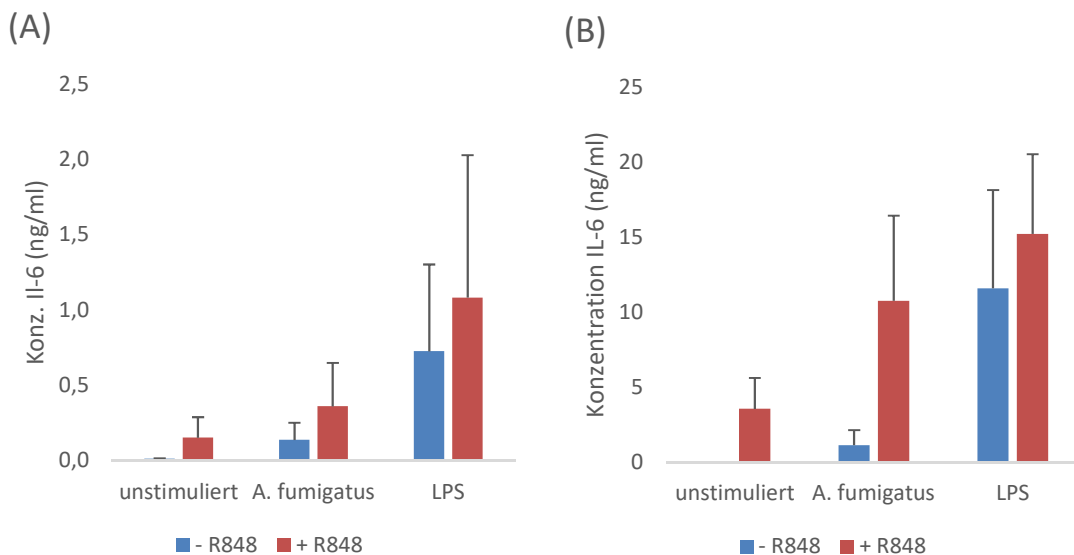 (A)
2,5
2,0
1,5
1,0
0,5
0,0
Konz. Il-6 (ng/ml)
unstimuliert A. fumigatus LPS
- R848 + R848
(B)
25
20
15
10
5
0
Konzentration IL-6 (ng/ml)
unstimuliert A. fumigatus LPS
- R848 + R848